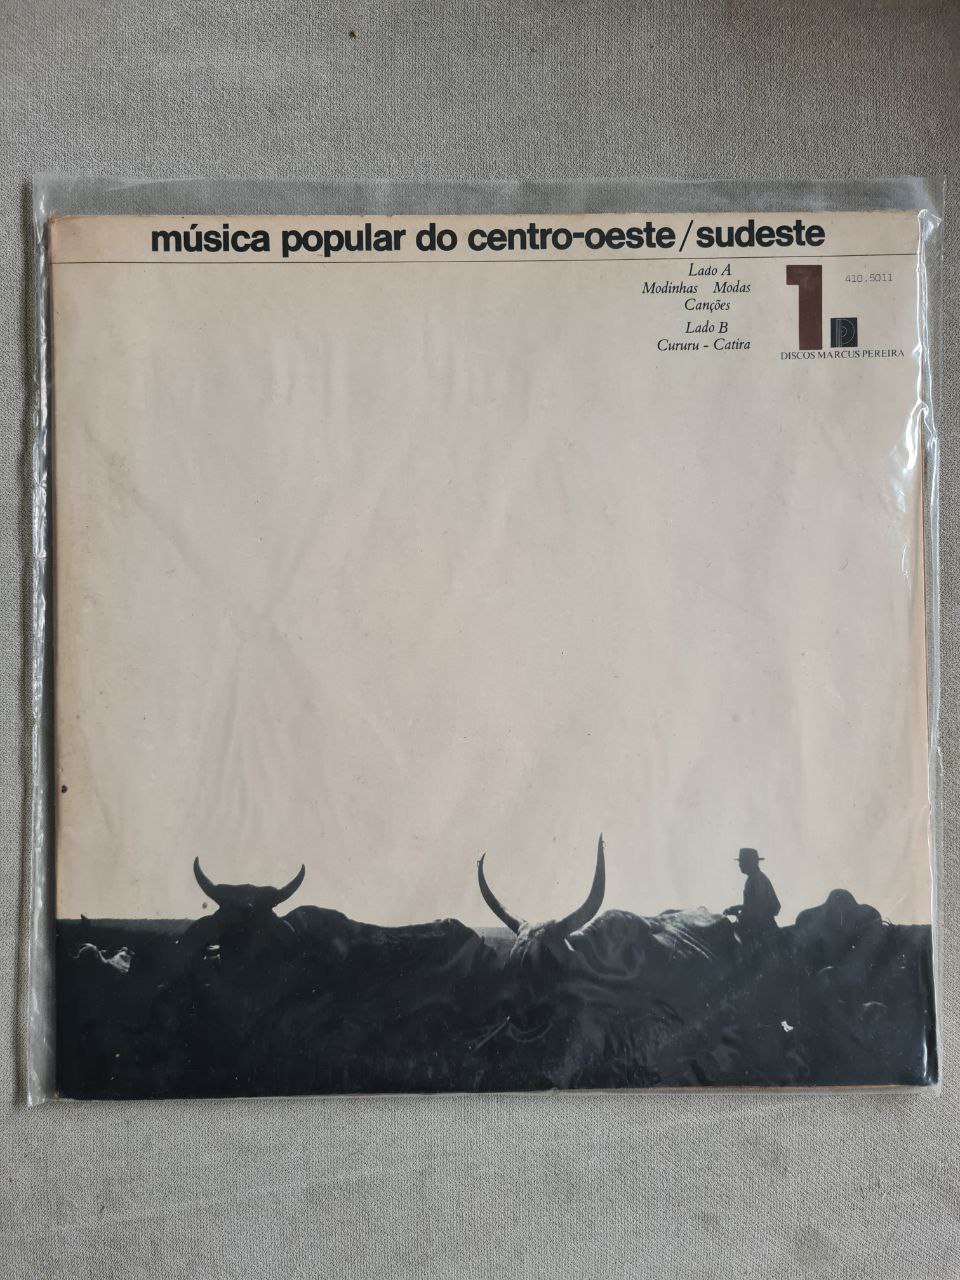 música popular do centro-oeste/sudeste
Lado A
Modinhas Modas
Canções
Lado B
Cururu - Catira
1.
410.5011
DISCOS MARCUS PEREIRA